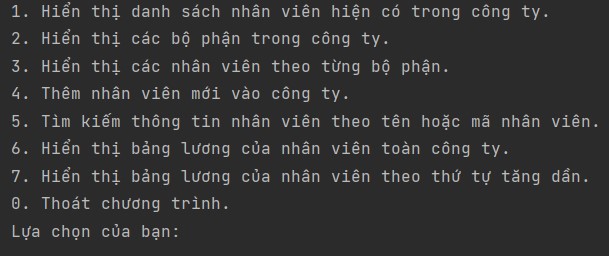 1. Hiển thị danh sách nhân viên hiện có trong công ty.
2. Hiển thị các bộ phận trong công ty.
3. Hiển thị các nhân viên theo từng bộ phận.
4. Thêm nhân viên mới vào công ty.
5. Tìm kiếm thông tin nhân viên theo tên hoặc mã nhân viên.
6. Hiển thị bảng lương của nhân viên toàn công ty.
7. Hiển thị bảng lương của nhân viên theo thứ tự tăng dần.
0. Thoát chương trình.
Lựa chọn của bạn: